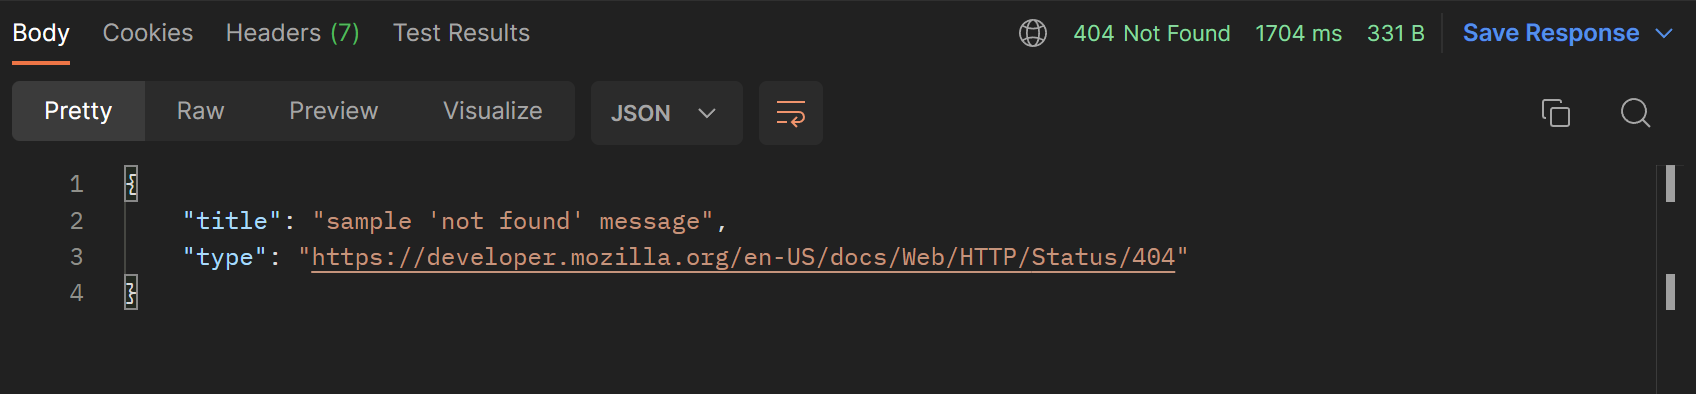 Body Cookies Headers (7) Test Results 404 Not Found 1704 ms 331 B Save Response
Pretty Raw Preview Visualize JSON
1 {
2 "title": "sample 'not found' message",
3 "type": "https://developer.mozilla.org/en-US/docs/Web/HTTP/Status/404"
4 }